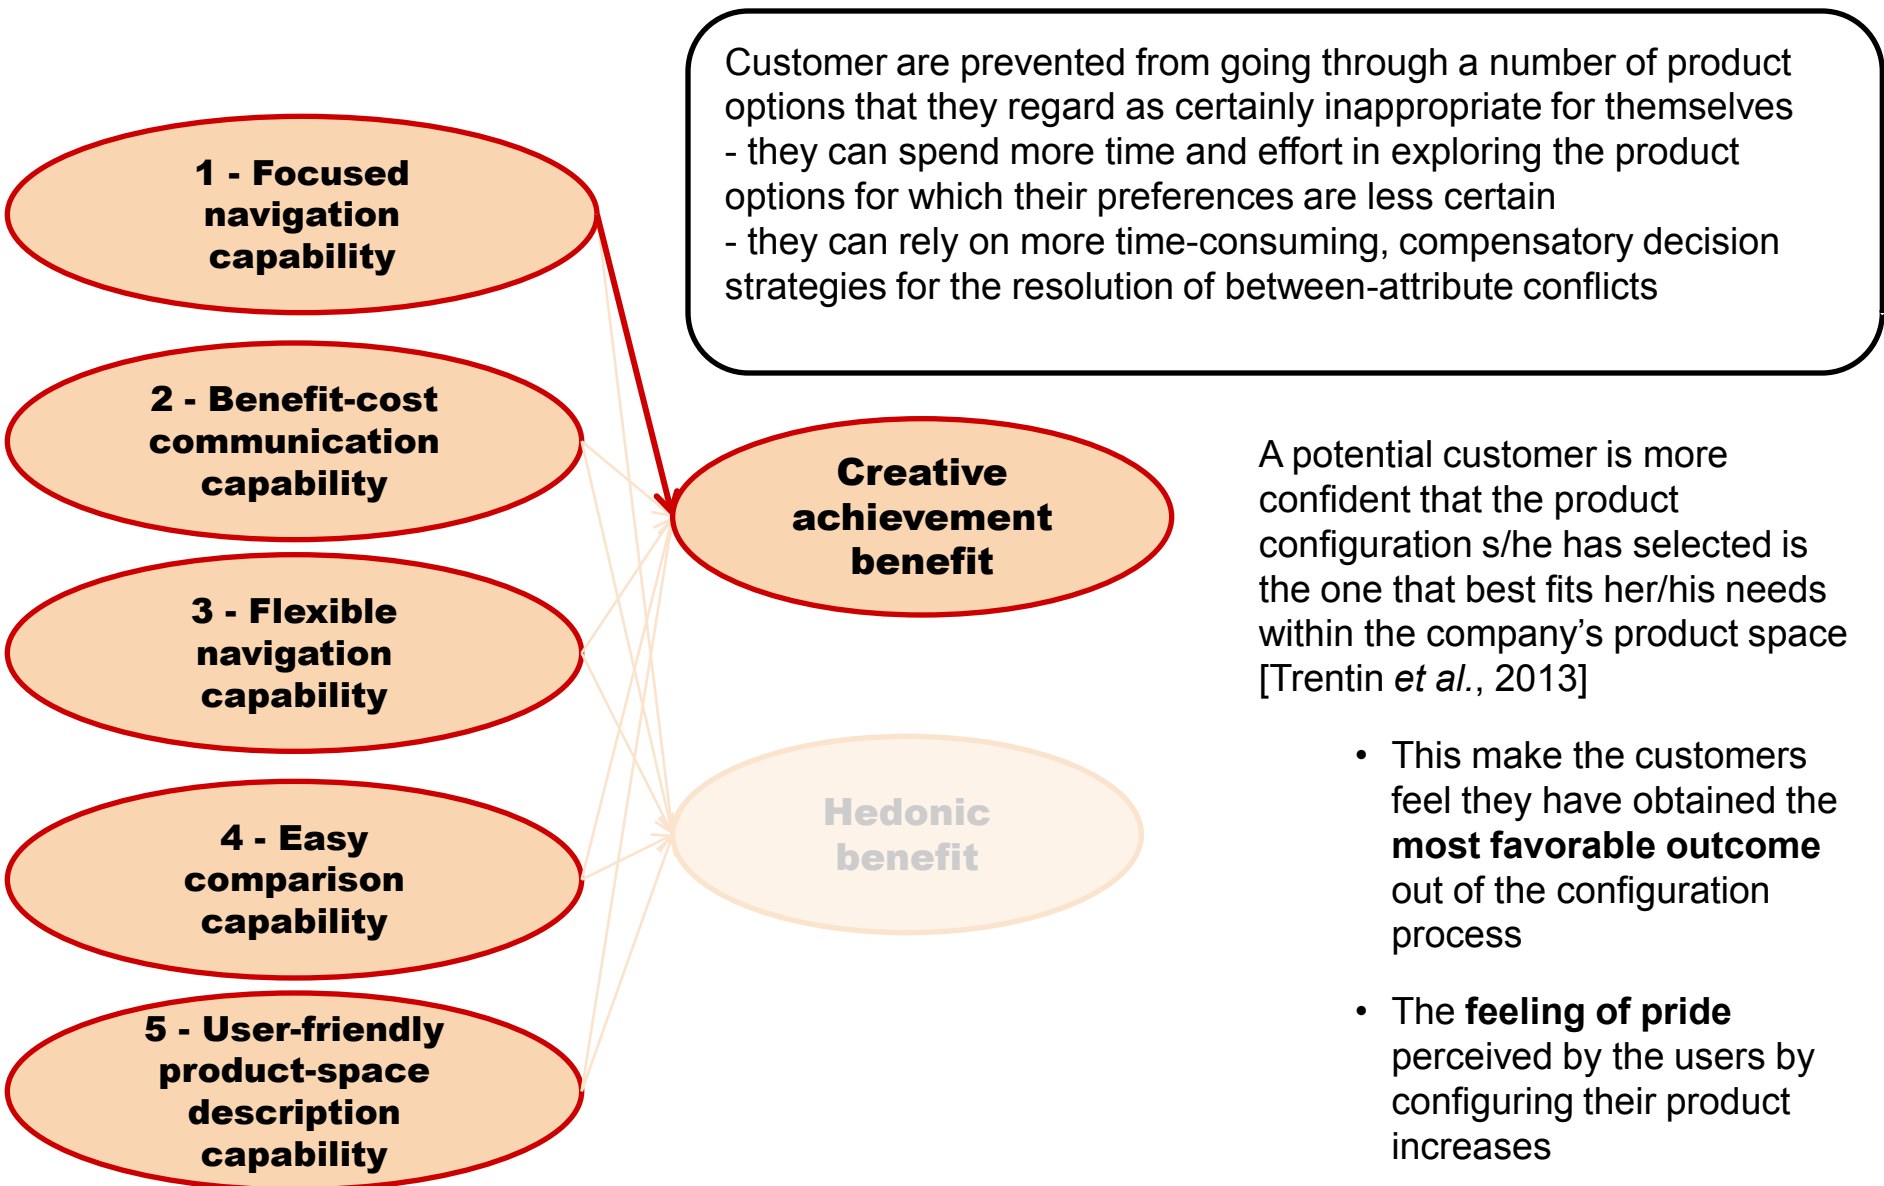 Customer are prevented from going through a number of product
options that they regard as certainly inappropriate for themselves
- they can spend more time and effort in exploring the product
options for which their preferences are less certain
- they can rely on more time-consuming, compensatory decision
strategies for the resolution of between-attribute conflicts
1 - Focused
navigation
capability
2 - Benefit-cost
communication
capability
3 - Flexible
navigation
capability
4 - Easy
comparison
capability
5 - User-friendly
product-space
description
capability
Creative
achievement
benefit
Hedonic
benefit
A potential customer is more
confident that the product
configuration s/he has selected is
the one that best fits her/his needs
within the company’s product space
[Trentin et al., 2013]
• This make the customers
feel they have obtained the
most favorable outcome
out of the configuration
process
• The feeling of pride
perceived by the users by
configuring their product
increases